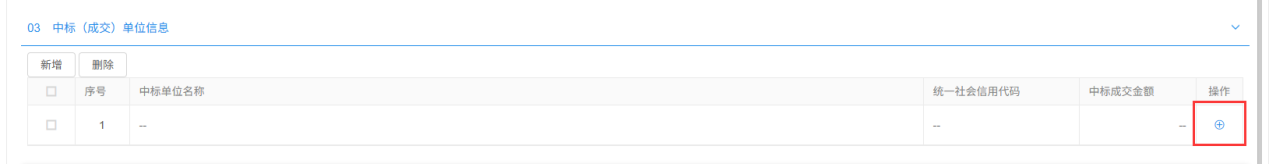 03 中标（成交）单位信息
新增 删除
序号 中标单位名称 统一社会信用代码 中标成交金额 操作
1 -- -- --